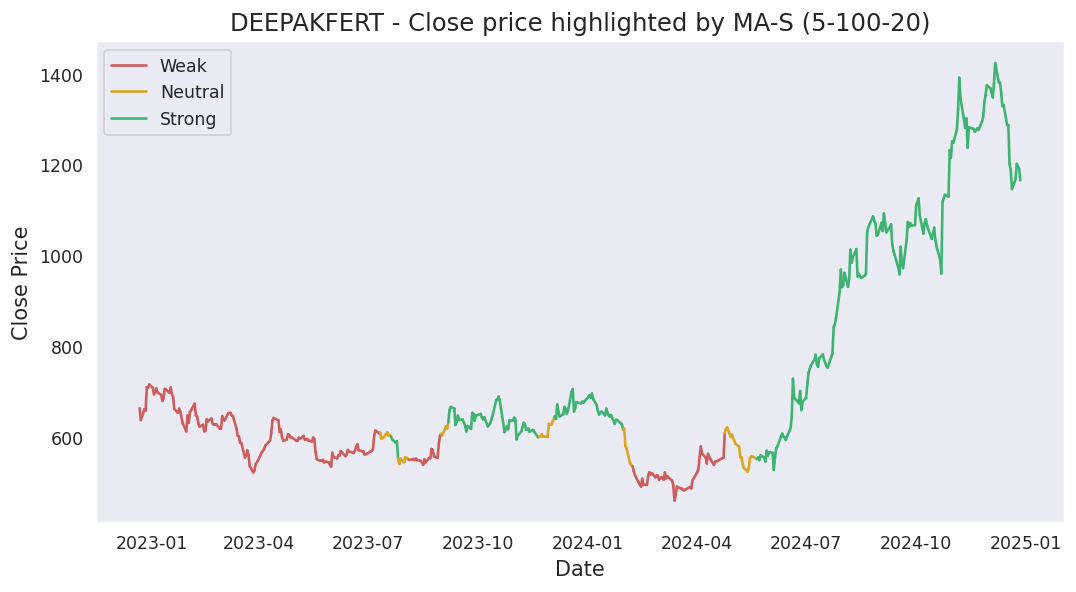 DEEPAKFERT - Close price highlighted by MA-S (5-100-20)
Weak
Neutral
Strong
Close Price
1400
1200
1000
800
600
2023-01 2023-04 2023-07 2023-10 2024-01 2024-04 2024-07 2024-10 2025-01
Date